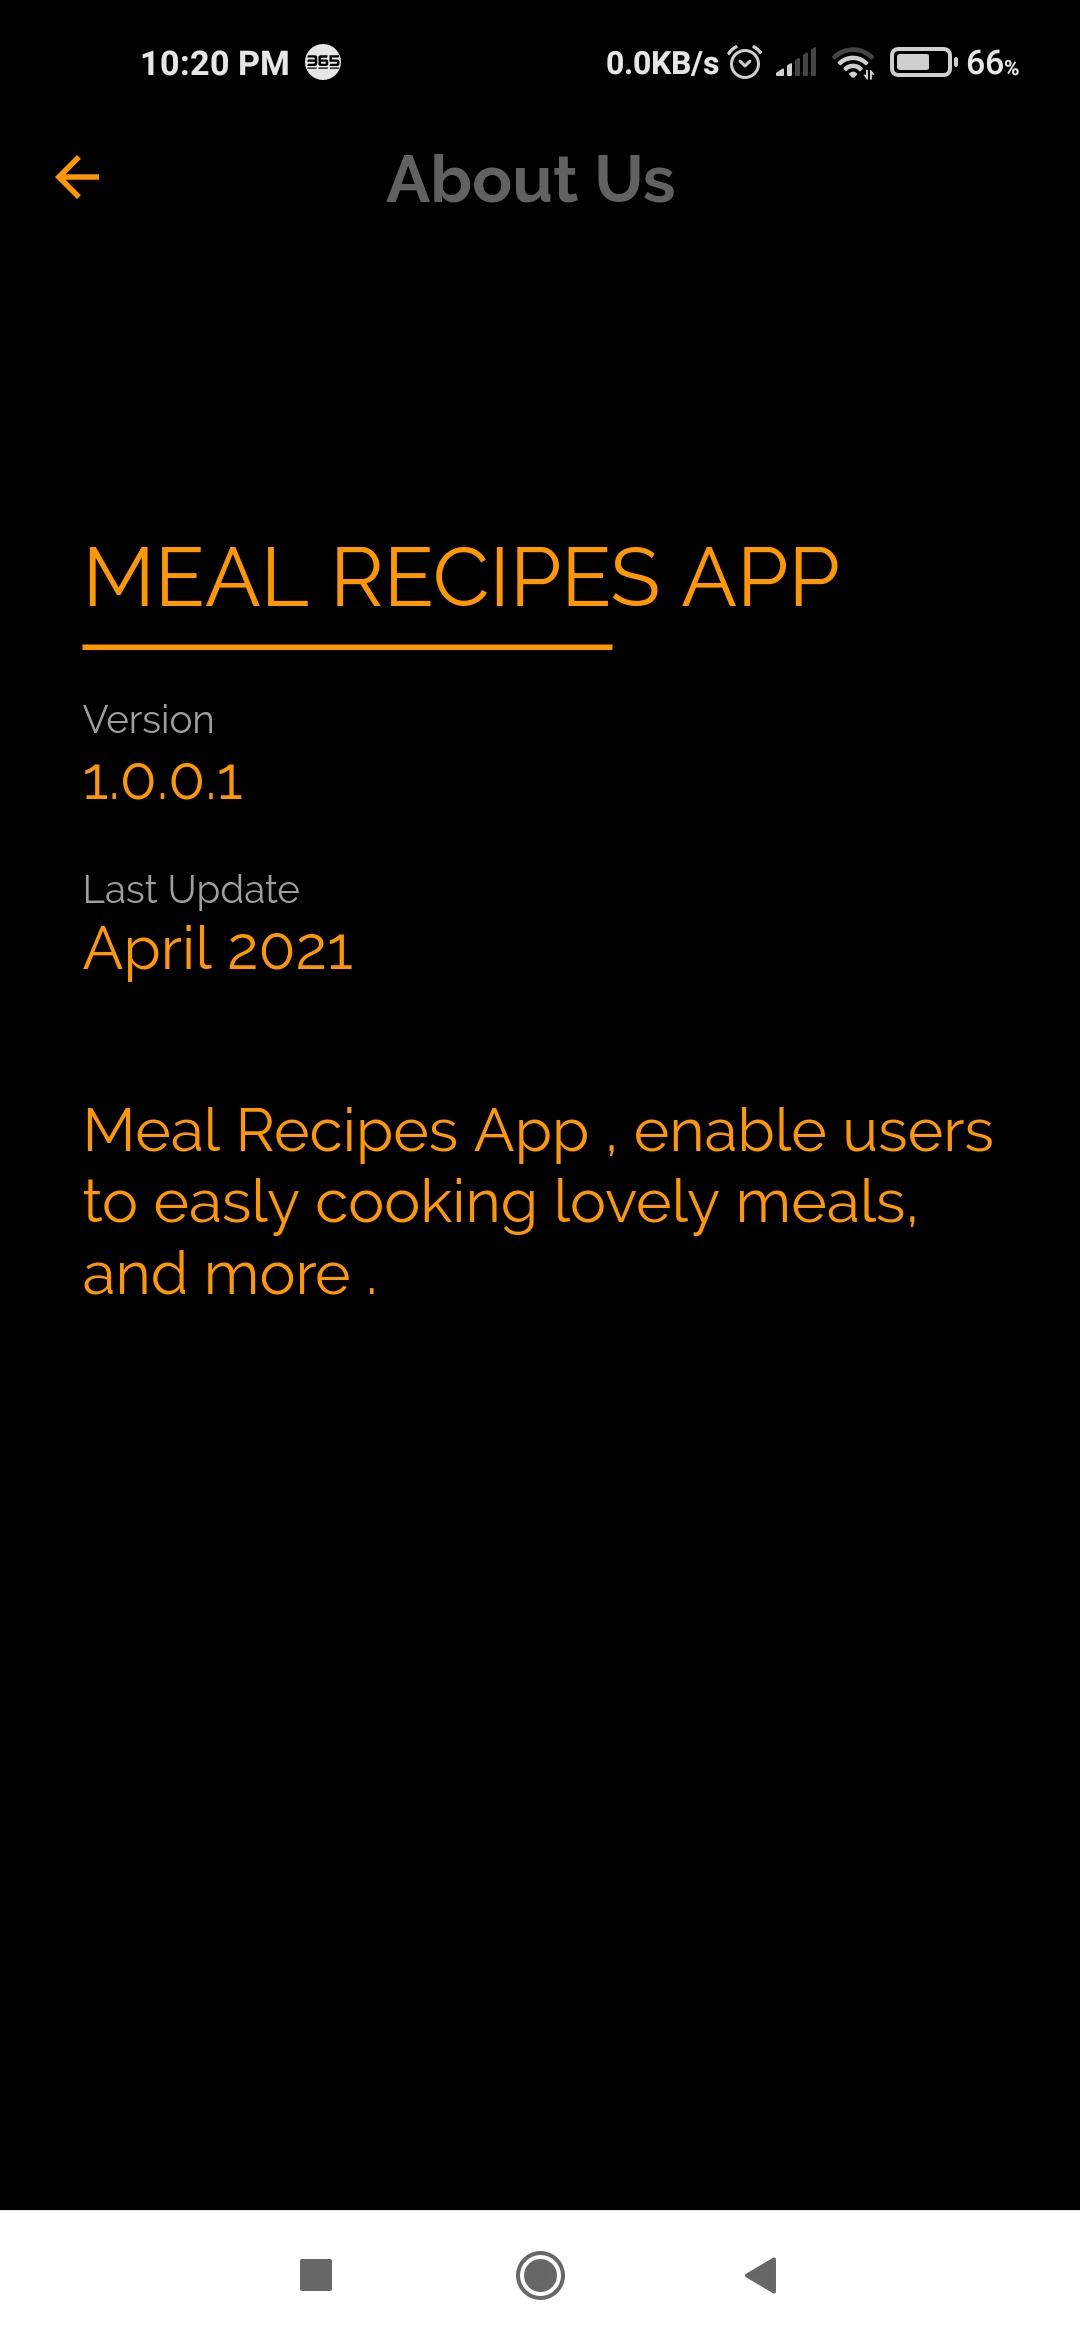 10:20 PM 365 0.0KB/s 66%
About Us
MEAL RECIPES APP
Version
1.0.0.1
Last Update
April 2021
Meal Recipes App , enable users
to easly cooking lovely meals,
and more .